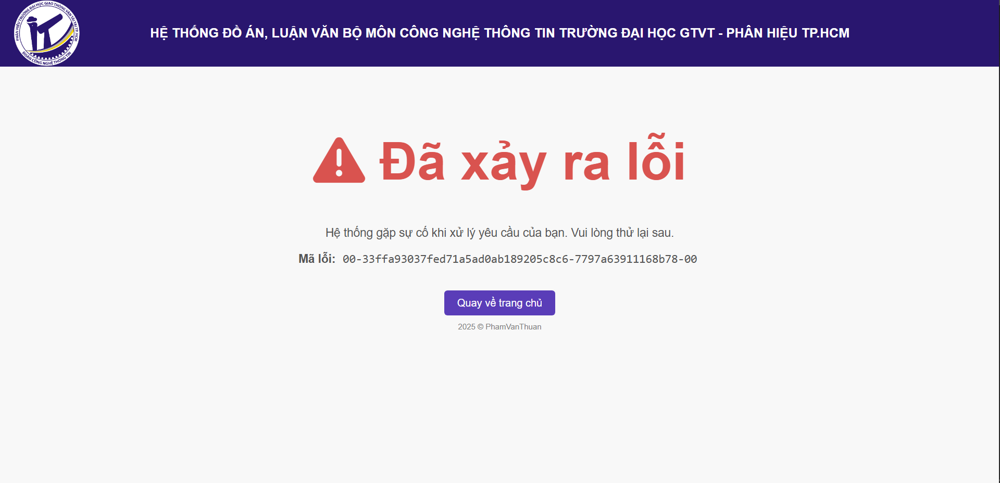 PHÂN HIỆU TRƯỜNG ĐẠI HỌC GIAO THÔNG VẬN TẢI TẠI TP. HCM
ĐOÀN CÔNG NGHỆ THÔNG TIN
HỆ THỐNG ĐỒ ÁN, LUẬN VĂN BỘ MÔN CÔNG NGHỆ THÔNG TIN TRƯỜNG ĐẠI HỌC GTVT - PHÂN HIỆU TP.HCM
Đã xảy ra lỗi
Hệ thống gặp sự cố khi xử lý yêu cầu của bạn. Vui lòng thử lại sau.
Mã lỗi: 00-33ffa93037fed71a5ad0ab189205c8c6-7797a63911168b78-00
Quay về trang chủ
2025 © PhamVanThuan